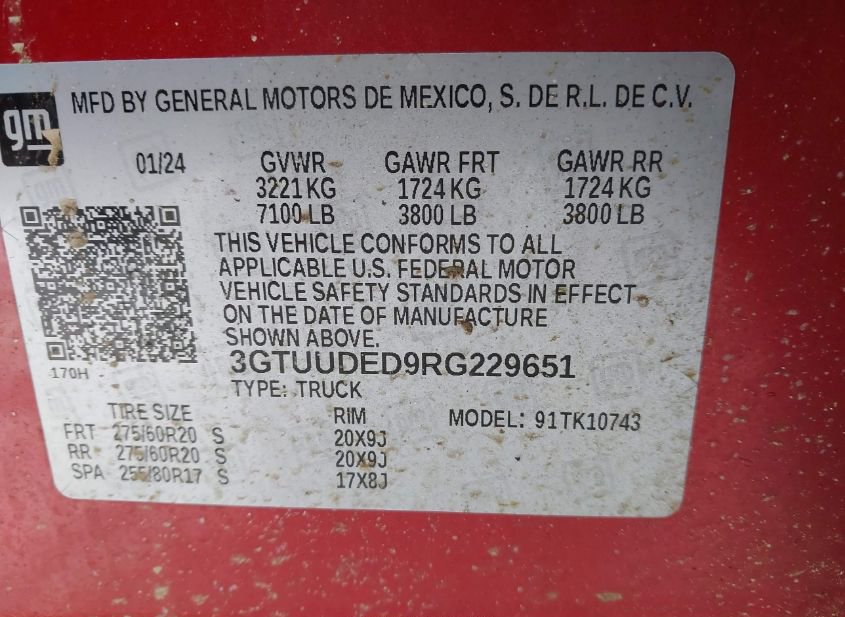 MFD BY GENERAL MOTORS DE MEXICO, S. DE R.L. DE C.V.
gm
01/24 GVWR GAWR FRT GAWR RR
3221 KG 1724 KG 1724 KG
7100 LB 3800 LB 3800 LB
THIS VEHICLE CONFORMS TO ALL
APPLICABLE U.S. FEDERAL MOTOR
VEHICLE SAFETY STANDARDS IN EFFECT
ON THE DATE OF MANUFACTURE
SHOWN ABOVE.
170H
3GTUUDED9RG229651
TYPE: TRUCK
TIRE SIZE RIM MODEL: 91TK10743
FRT 275/60R20 S 20X9J
RR 275/60R20 S 20X9J
SPA 255/80R17 S 17X8J